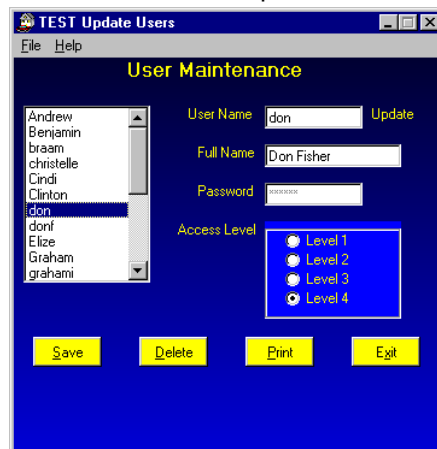 TEST Update Users
File Help
User Maintenance
Andrew
Benjamin
braam
christelle
Cindi
Clinton
don
donf
Elize
Graham
grahami
User Name don Update
Full Name Don Fisher
Password xxxxxx
Access Level
Level 1
Level 2
Level 3
Level 4
Save Delete Print Exit